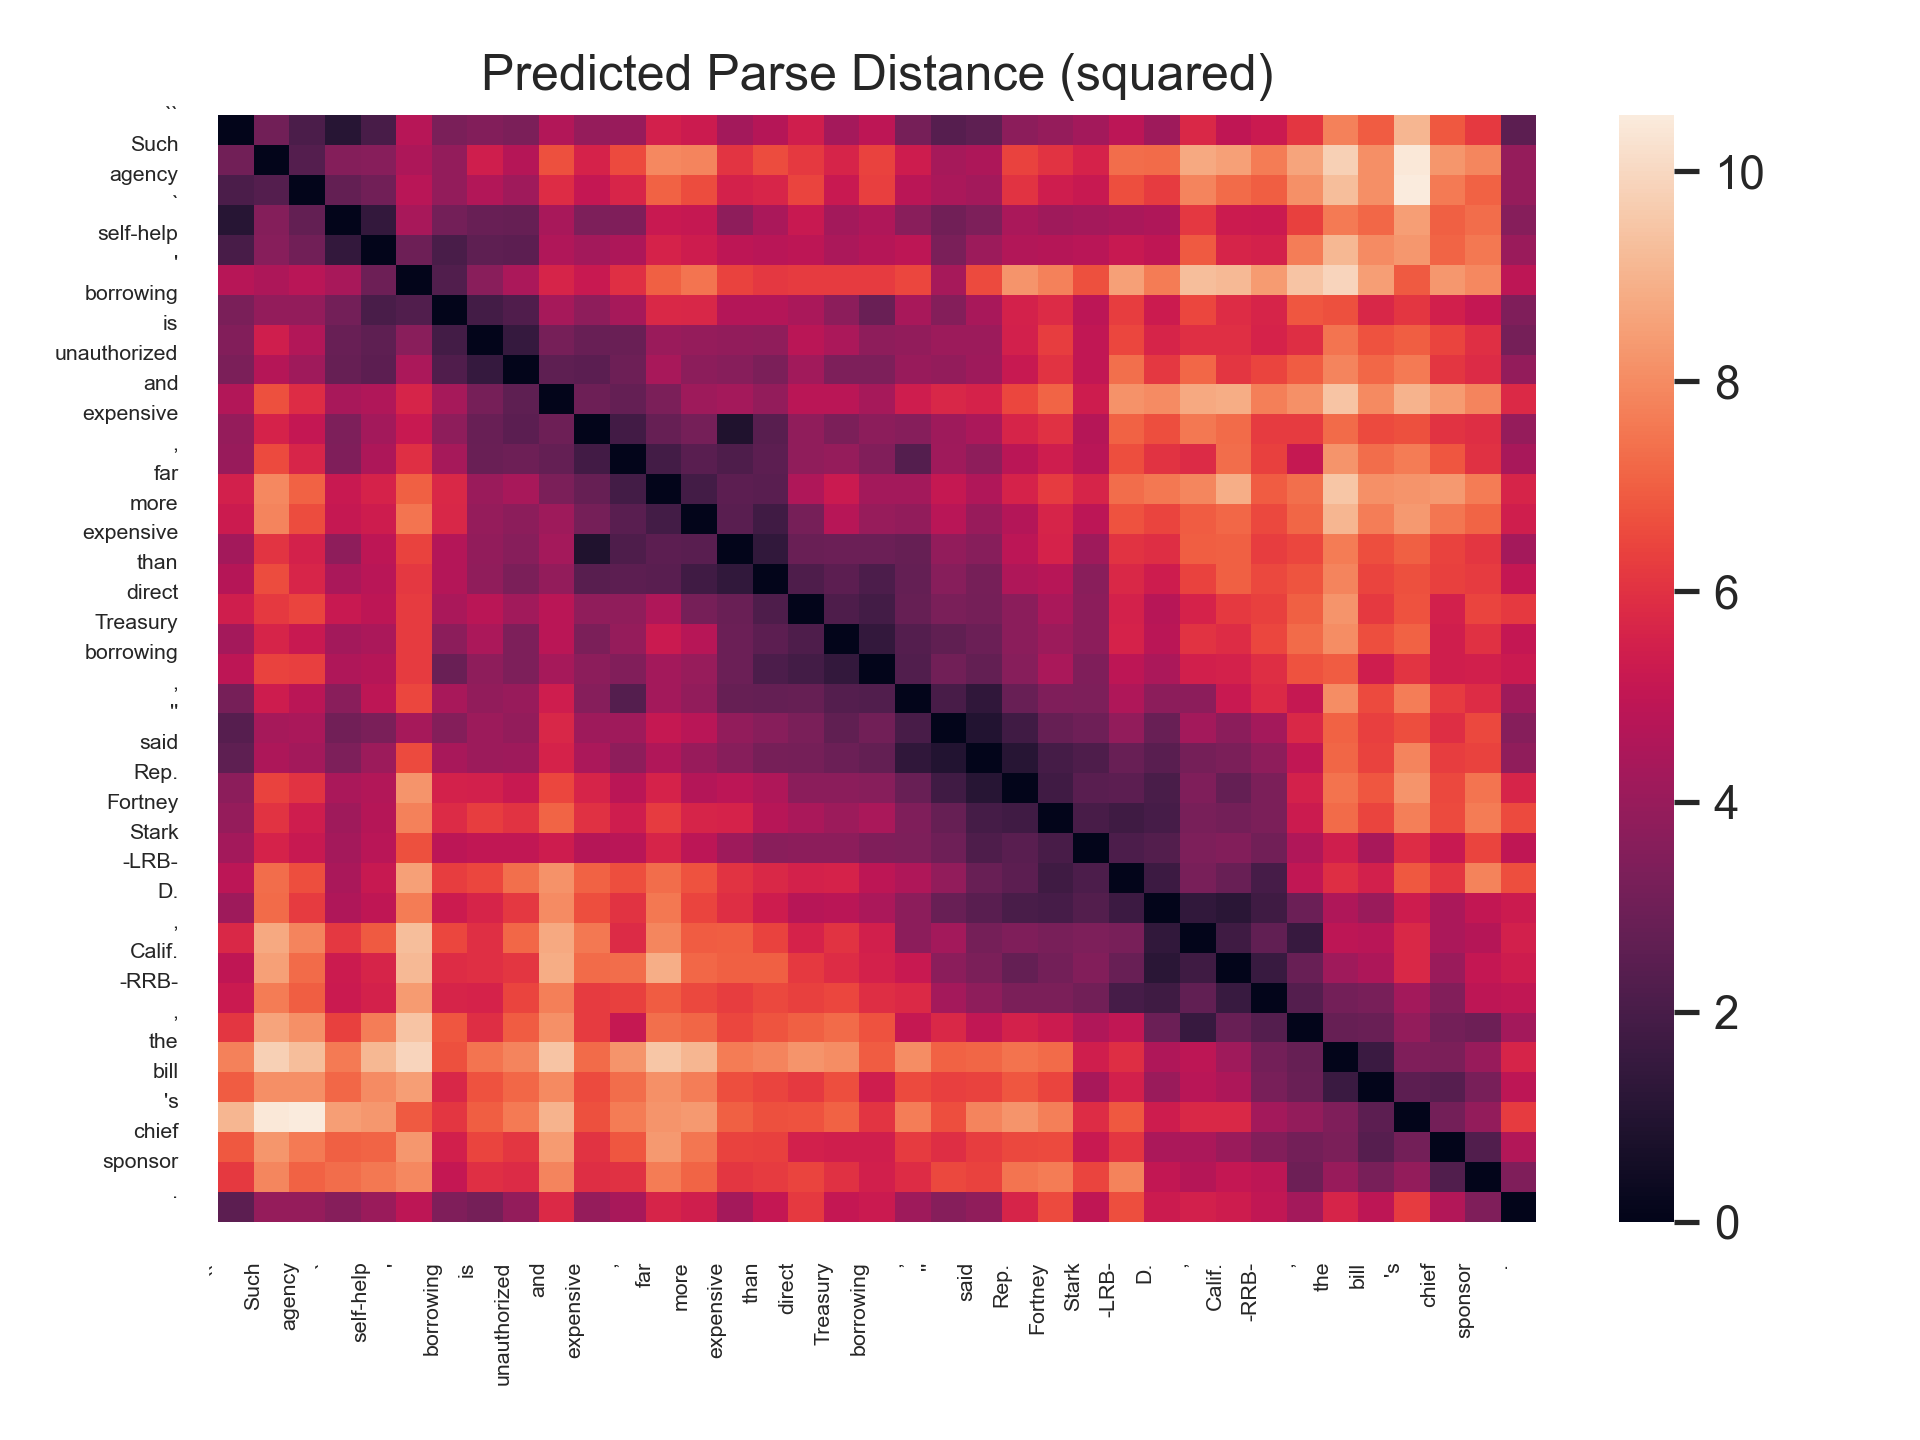 Predicted Parse Distance (squared)
``
Such
agency
`
self-help
'
borrowing
is
unauthorized
and
expensive
,
far
more
expensive
than
direct
Treasury
borrowing
,
''
said
Rep.
Fortney
Stark
-LRB-
D.
,
Calif.
-RRB-
,
the
bill
's
chief
sponsor
.
10
8
6
4
2
0
`` Such agency ` self-help ' borrowing is unauthorized and expensive , far more expensive than direct Treasury borrowing , '' said Rep. Fortney Stark -LRB- D. , Calif. -RRB- , the bill 's chief sponsor .